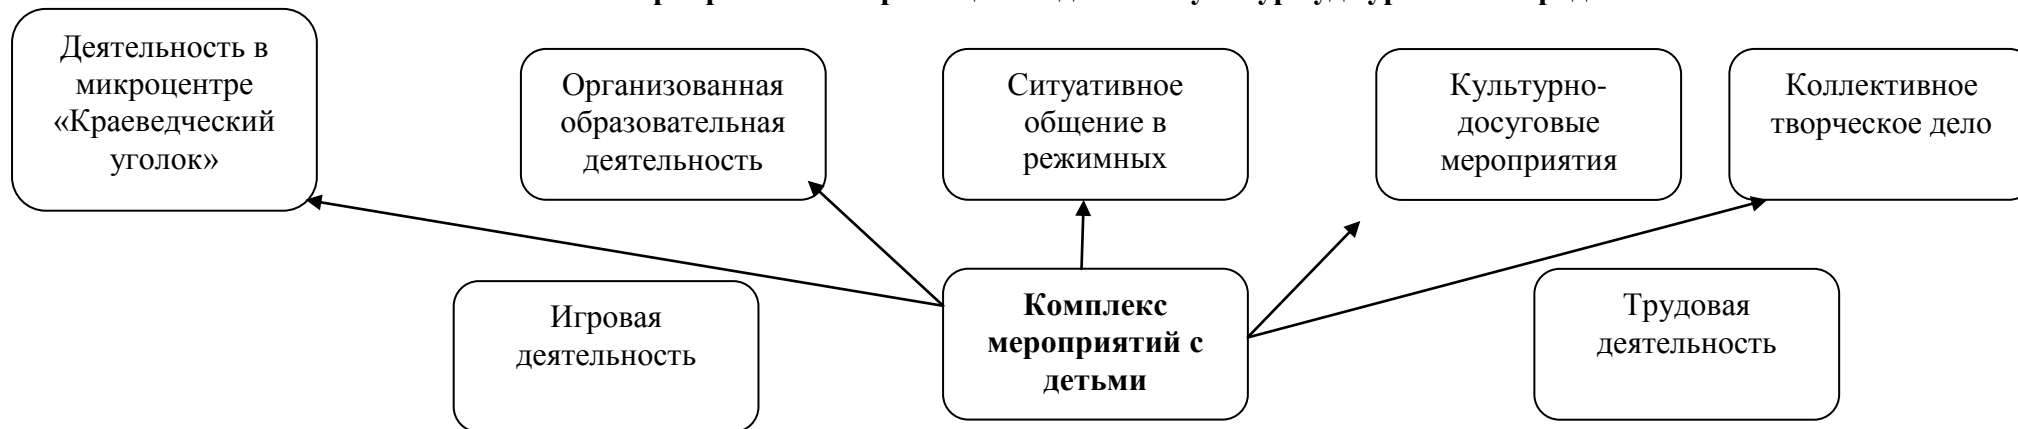 Деятельность в
микроцентре
«Краеведческий
уголок»
Организованная
образовательная
деятельность
Ситуативное
общение в
режимных
Культурно-
досуговые
мероприятия
Коллективное
творческое дело
Игровая
деятельность
Комплекс
мероприятий с
детьми
Трудовая
деятельность